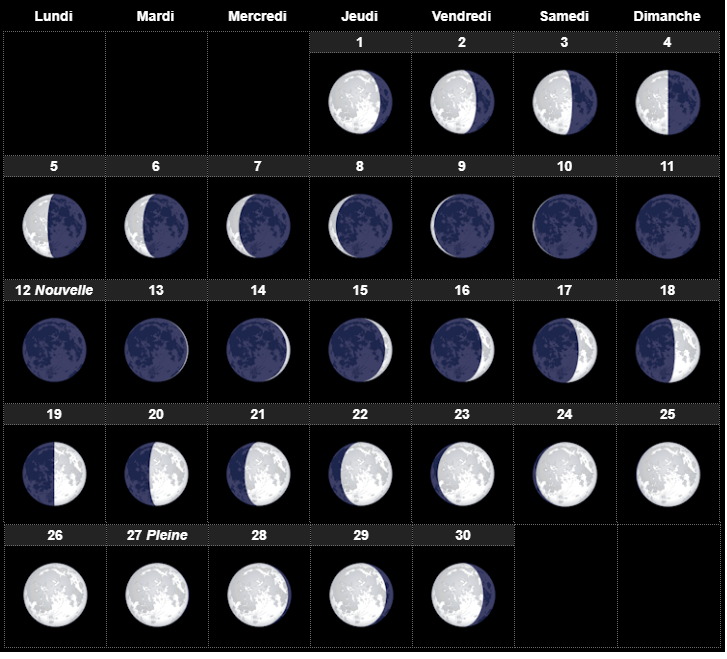 Lundi Mardi Mercredi Jeudi Vendredi Samedi Dimanche
1 2 3 4
5 6 7 8 9 10 11
12 Nouvelle 13 14 15 16 17 18
19 20 21 22 23 24 25
26 27 Pleine 28 29 30